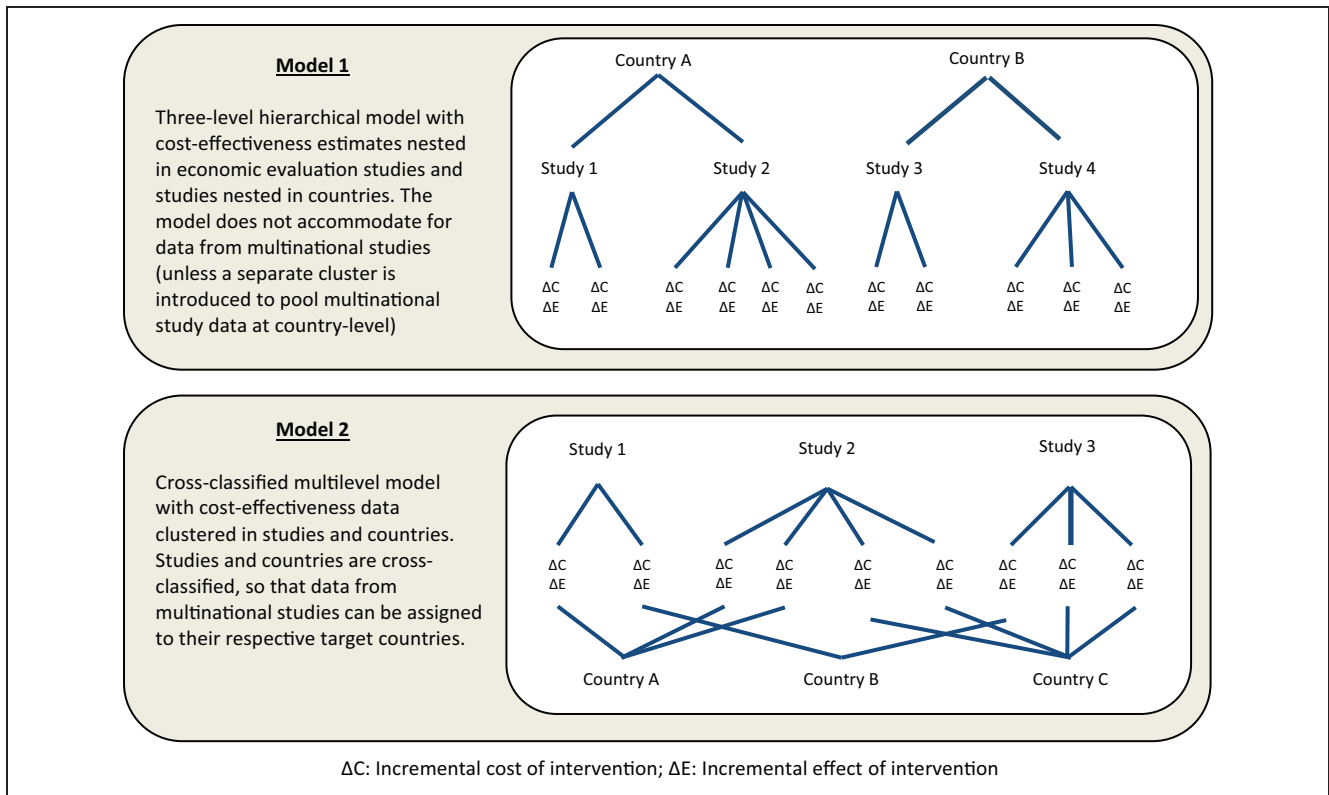 Model 1
Three-level hierarchical model with
cost-effectiveness estimates nested
in economic evaluation studies and
studies nested in countries. The
model does not accommodate for
data from multinational studies
(unless a separate cluster is
introduced to pool multinational
study data at country-level)
Country A Country B
Study 1 Study 2 Study 3 Study 4
ΔC ΔC ΔC ΔC ΔC ΔC ΔC ΔC ΔC ΔC ΔC
ΔE ΔE ΔE ΔE ΔE ΔE ΔE ΔE ΔE ΔE ΔE
Model 2
Cross-classified multilevel model
with cost-effectiveness data
clustered in studies and countries.
Studies and countries are cross-
classified, so that data from
multinational studies can be assigned
to their respective target countries.
Study 1 Study 2 Study 3
ΔC ΔC ΔC ΔC ΔC ΔC ΔC ΔC ΔC
ΔE ΔE ΔE ΔE ΔE ΔE ΔE ΔE ΔE
Country A Country B Country C
ΔC: Incremental cost of intervention; ΔE: Incremental effect of intervention